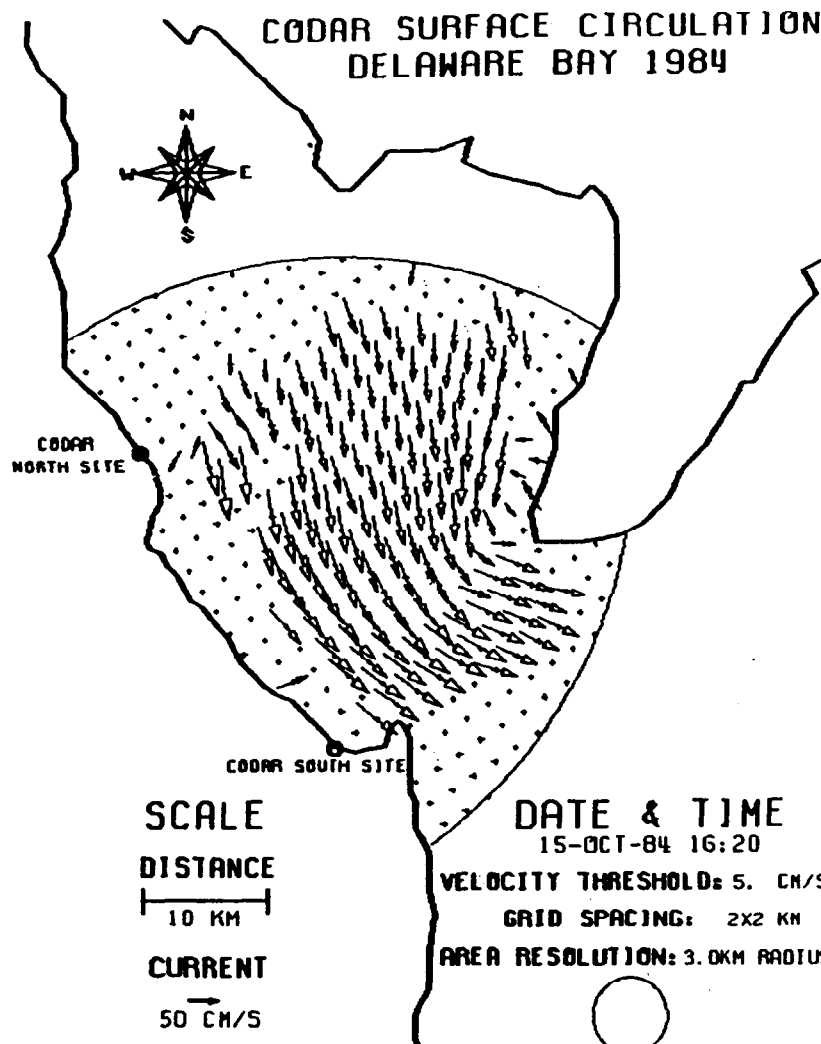 CODAR SURFACE CIRCULATION
DELAWARE BAY 1984
N
W E
S
CODAR
NORTH SITE
CODAR SOUTH SITE
SCALE
DISTANCE
10 KM
CURRENT
50 CM/S
DATE & TIME
15-OCT-84 16:20
VELOCITY THRESHOLD: 5. CM/S
GRID SPACING: 2X2 KM
AREA RESOLUTION: 3.0KM RADIUS